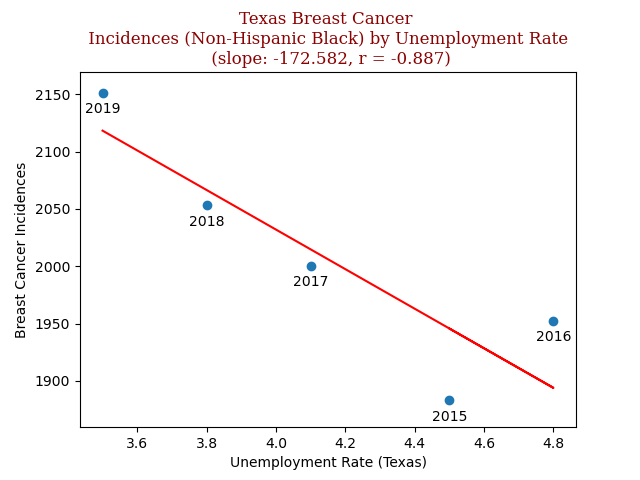 Texas Breast Cancer
Incidences (Non-Hispanic Black) by Unemployment Rate
(slope: -172.582, r = -0.887)
2150
2100
2050
2000
1950
1900
Breast Cancer Incidences
2019
2018
2017
2016
2015
3.6 3.8 4.0 4.2 4.4 4.6 4.8
Unemployment Rate (Texas)